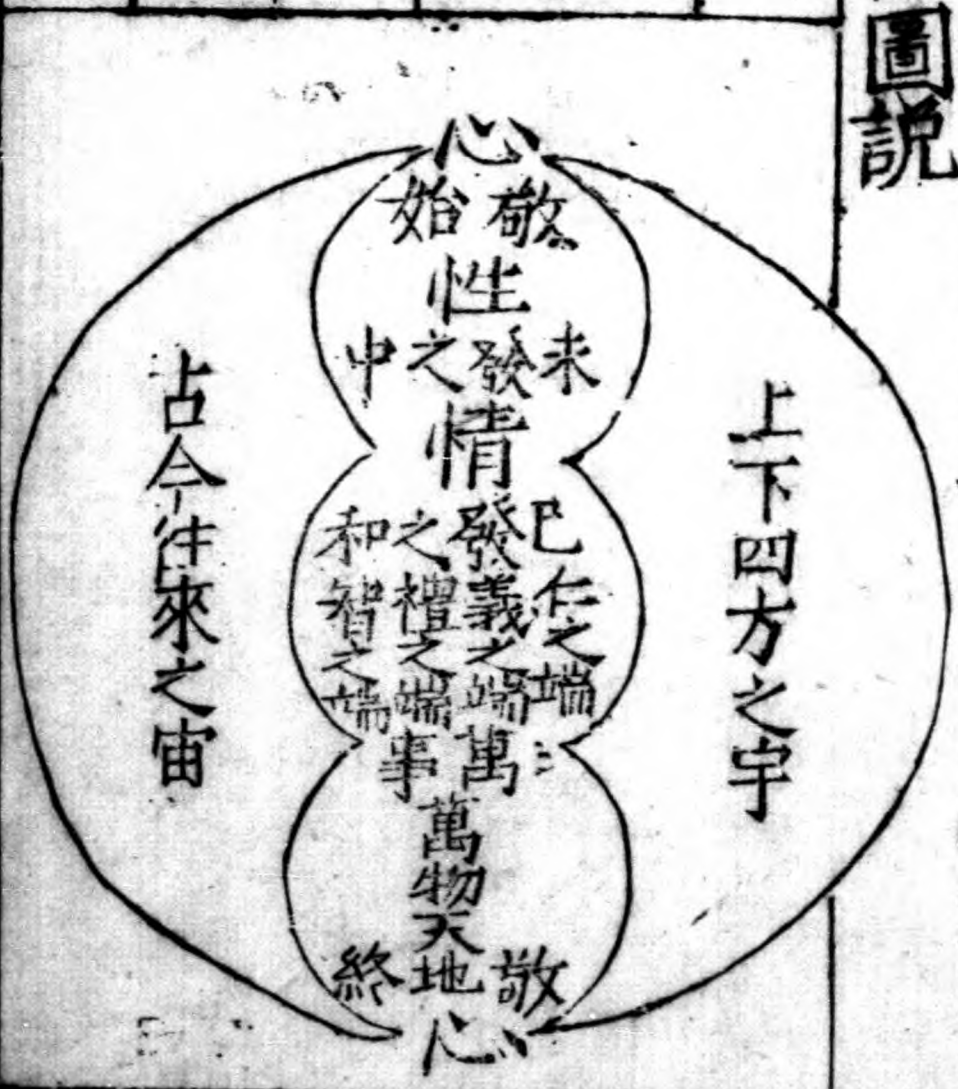 圖說
上下四方之宇
心
敬始
性
未發之中
情
已發之和
仁之端
義之端
禮之端
智之端
萬事
萬物天地
敬終
心
古今往來之宙